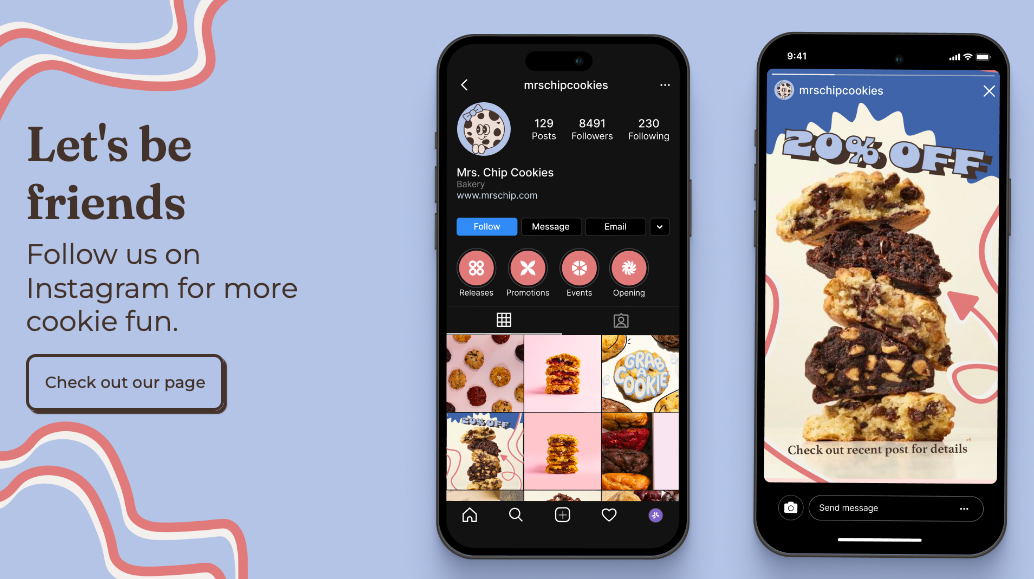 Let's be
friends
Follow us on
Instagram for more
cookie fun.
Check out our page
mrschipcookies
129
8491
230
Posts
Followers
Following
Mrs. Chip Cookies
Bakery
www.mrschip.com
Follow
Message
Email
Releases
Promotions
Events
Opening
GRAB
A
COOKIE
20% OFF
9:41
mrschipcookies
20% OFF
Check out recent post for details
Send message